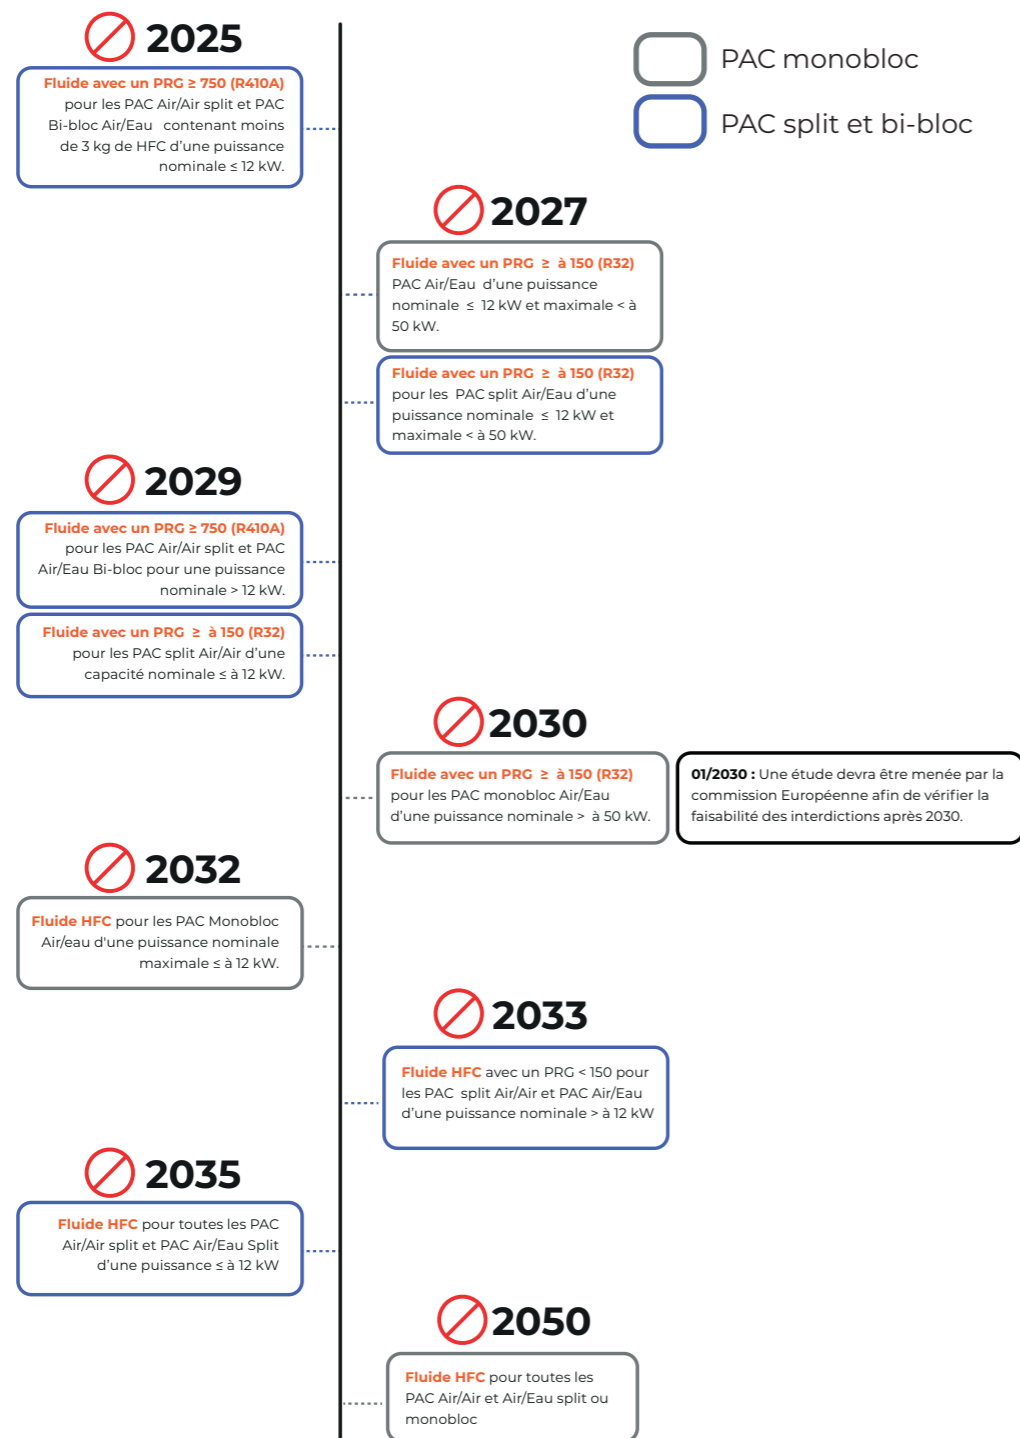 2025
Fluide avec un PRG ≥ 750 (R410A)
pour les PAC Air/Air split et PAC
Bi-bloc Air/Eau contenant moins
de 3 kg de HFC d'une puissance
nominale ≤ 12 kW.
PAC monobloc
PAC split et bi-bloc
2027
Fluide avec un PRG ≥ à 150 (R32)
PAC Air/Eau d'une puissance
nominale ≤ 12 kW et maximale < à
50 kW.
Fluide avec un PRG ≥ à 150 (R32)
pour les PAC split Air/Eau d'une
puissance nominale ≤ 12 kW et
maximale < à 50 kW.
2029
Fluide avec un PRG ≥ 750 (R410A)
pour les PAC Air/Air split et PAC
Air/Eau Bi-bloc pour une puissance
nominale > 12 kW.
Fluide avec un PRG ≥ à 150 (R32)
pour les PAC split Air/Air d'une
capacité nominale ≤ à 12 kW.
2030
Fluide avec un PRG ≥ à 150 (R32)
pour les PAC monobloc Air/Eau
d'une puissance nominale > à 50 kW.
01/2030 : Une étude devra être menée par la
commission Européenne afin de vérifier la
faisabilité des interdictions après 2030.
2032
Fluide HFC pour les PAC Monobloc
Air/eau d'une puissance nominale
maximale ≤ à 12 kW.
2033
Fluide HFC avec un PRG < 150 pour
les PAC split Air/Air et PAC Air/Eau
d'une puissance nominale > à 12 kW
2035
Fluide HFC pour toutes les PAC
Air/Air split et PAC Air/Eau Split
d'une puissance ≤ à 12 kW
2050
Fluide HFC pour toutes les
PAC Air/Air et Air/Eau split ou
monobloc